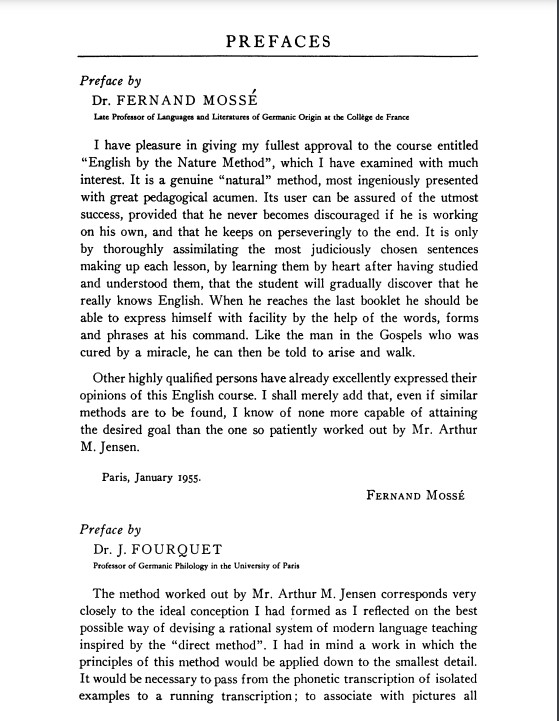 PREFACES
Preface by
Dr. FERNAND MOSSÉ
Late Professor of Languages and Literatures of Germanic Origin at the Collège de France
I have pleasure in giving my fullest approval to the course entitled
“English by the Nature Method”, which I have examined with much
interest. It is a genuine “natural” method, most ingeniously presented
with great pedagogical acumen. Its user can be assured of the utmost
success, provided that he never becomes discouraged if he is working
on his own, and that he keeps on perseveringly to the end. It is only
by thoroughly assimilating the most judiciously chosen sentences
making up each lesson, by learning them by heart after having studied
and understood them, that the student will gradually discover that he
really knows English. When he reaches the last booklet he should be
able to express himself with facility by the help of the words, forms
and phrases at his command. Like the man in the Gospels who was
cured by a miracle, he can then be told to arise and walk.
Other highly qualified persons have already excellently expressed their
opinions of this English course. I shall merely add that, even if similar
methods are to be found, I know of none more capable of attaining
the desired goal than the one so patiently worked out by Mr. Arthur
M. Jensen.
Paris, January 1955.
FERNAND MOSSÉ
Preface by
Dr. J. FOURQUET
Professor of Germanic Philology in the University of Paris
The method worked out by Mr. Arthur M. Jensen corresponds very
closely to the ideal conception I had formed as I reflected on the best
possible way of devising a rational system of modern language teaching
inspired by the “direct method”. I had in mind a work in which the
principles of this method would be applied down to the smallest detail.
It would be necessary to pass from the phonetic transcription of isolated
examples to a running transcription; to associate with pictures all